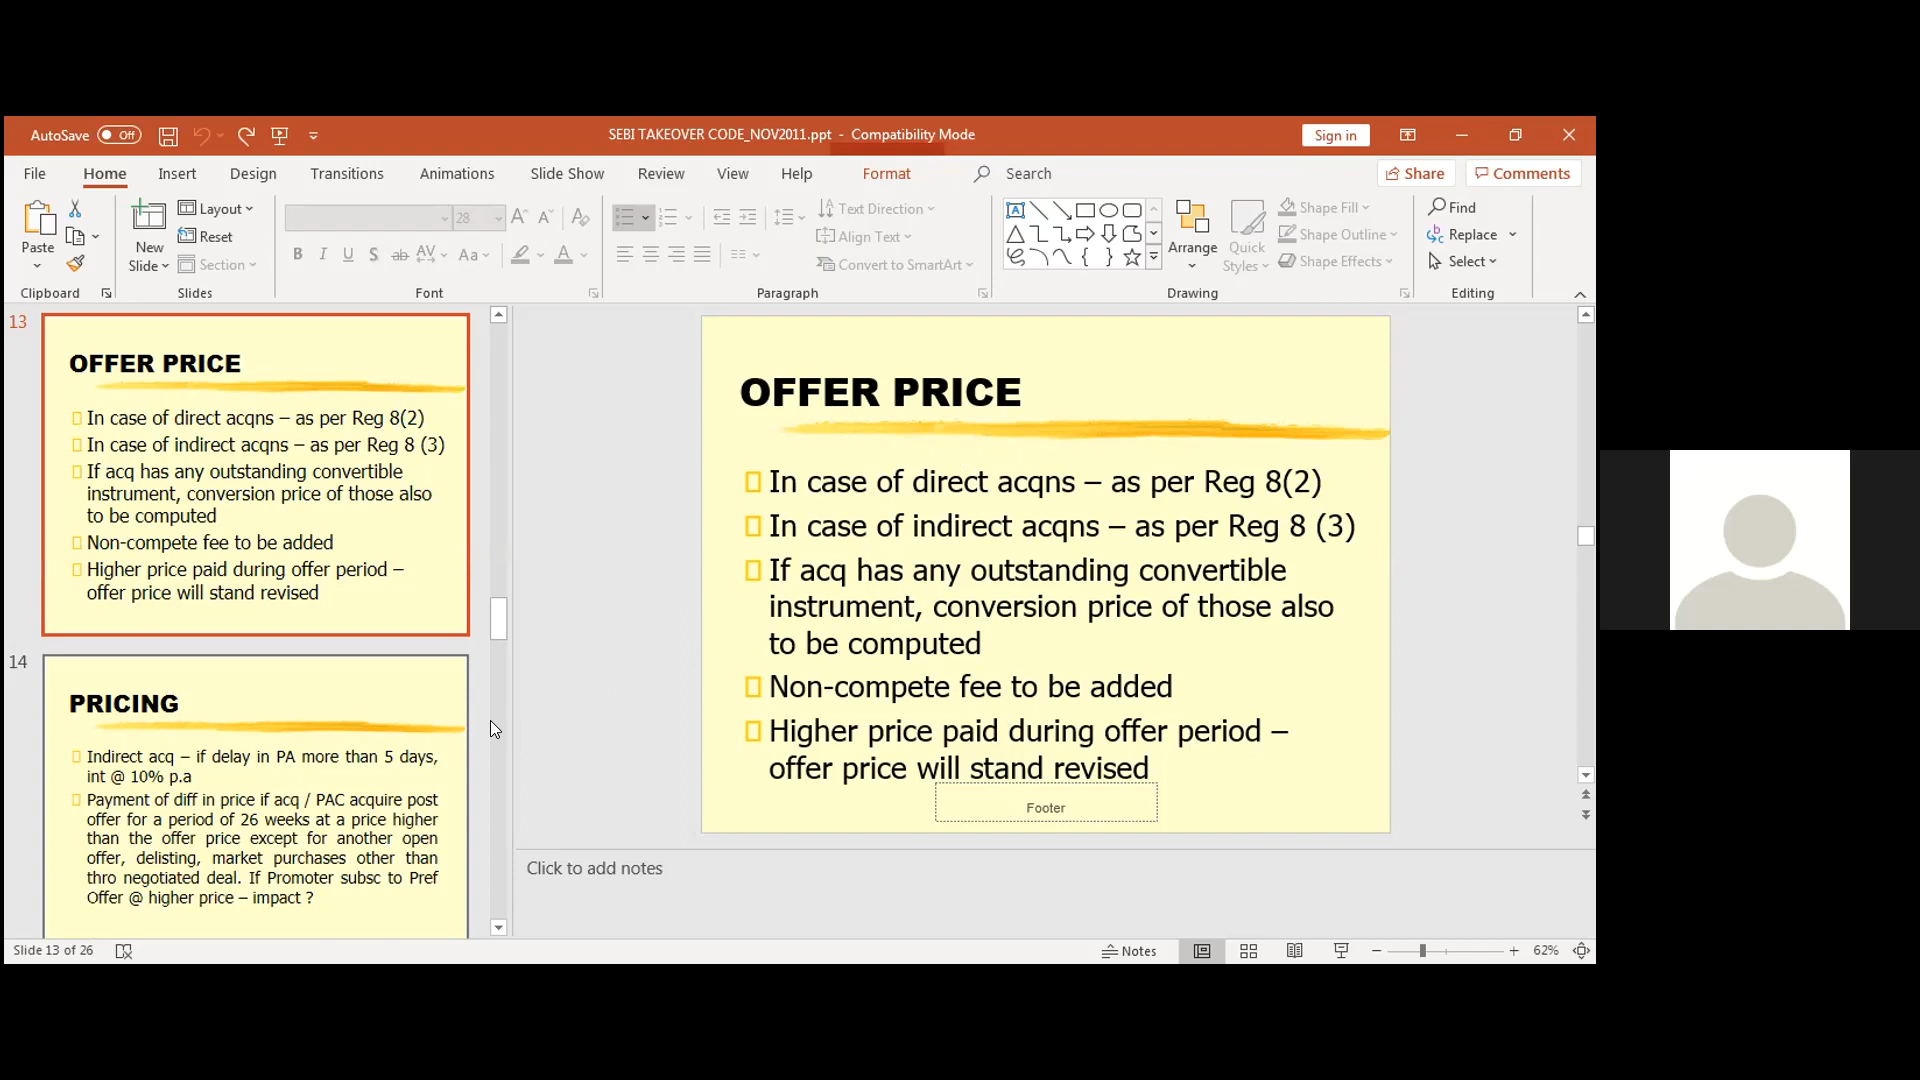 AutoSave Off
SEBI TAKEOVER CODE_NOV2011.ppt - Compatibility Mode
Sign in
File Home Insert Design Transitions Animations Slide Show Review View Help Format Search
Share Comments
Paste
New Slide
Layout
Reset
Section
28
B I U S ab AV Aa A
Text Direction
Align Text
Convert to SmartArt
Arrange
Quick Styles
Shape Fill
Shape Outline
Shape Effects
Find
Replace
Select
Clipboard Slides Font Paragraph Drawing Editing
13
OFFER PRICE
In case of direct acqns – as per Reg 8(2)
In case of indirect acqns – as per Reg 8 (3)
If acq has any outstanding convertible
instrument, conversion price of those also
to be computed
Non-compete fee to be added
Higher price paid during offer period –
offer price will stand revised
14
PRICING
Indirect acq – if delay in PA more than 5 days,
int @ 10% p.a
Payment of diff in price if acq / PAC acquire post
offer for a period of 26 weeks at a price higher
than the offer price except for another open
offer, delisting, market purchases other than
thro negotiated deal. If Promoter subsc to Pref
Offer @ higher price – impact ?
OFFER PRICE
In case of direct acqns – as per Reg 8(2)
In case of indirect acqns – as per Reg 8 (3)
If acq has any outstanding convertible
instrument, conversion price of those also
to be computed
Non-compete fee to be added
Higher price paid during offer period –
offer price will stand revised
Footer
Click to add notes
Slide 13 of 26
Notes
62%